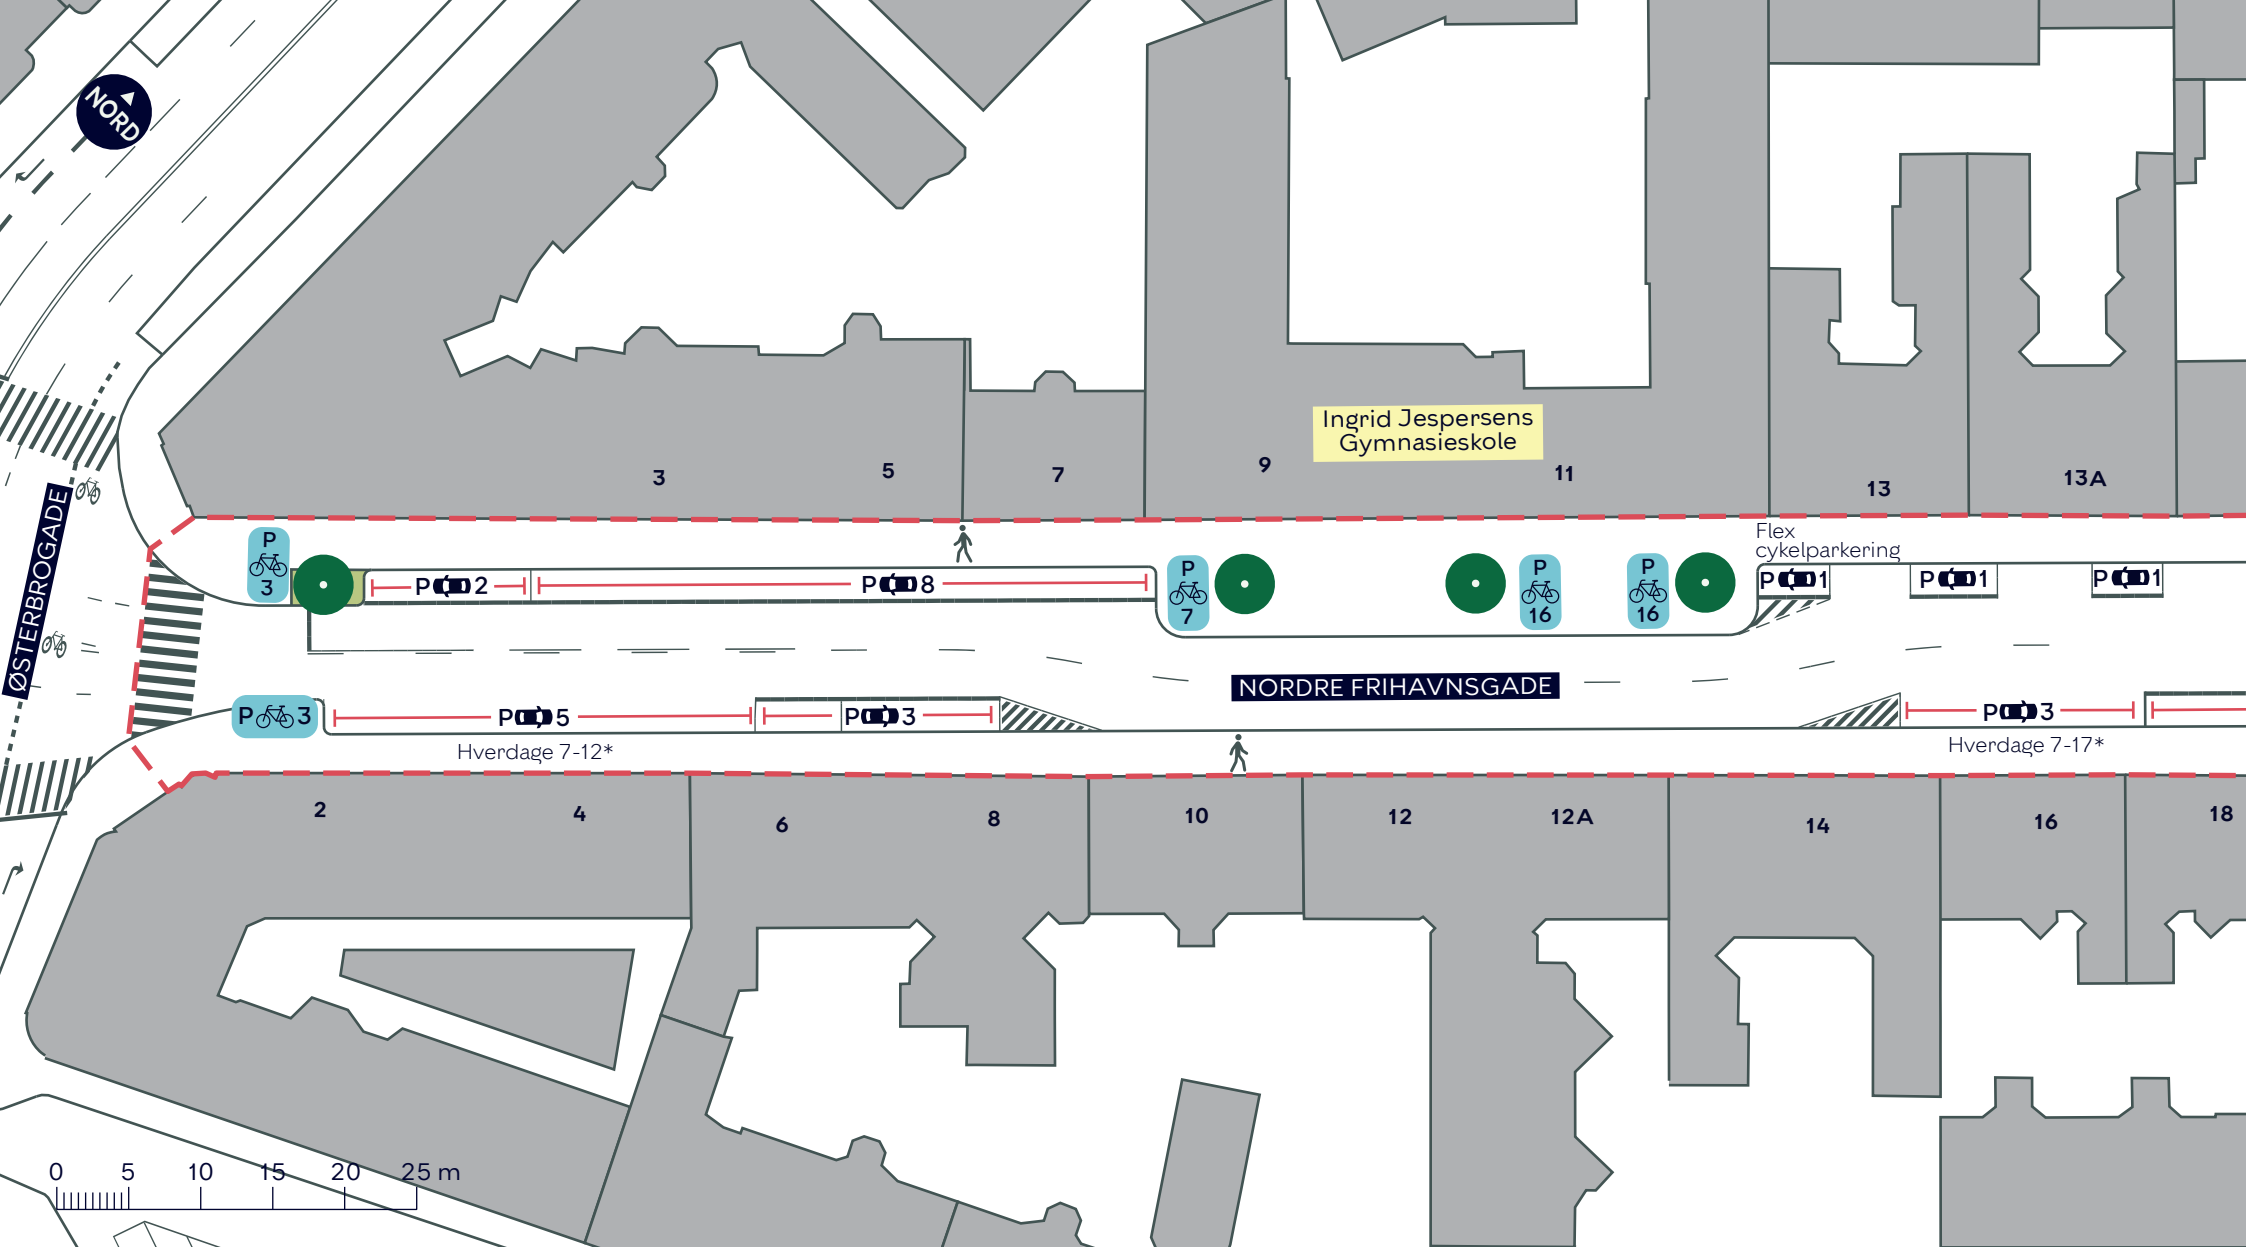 NORD
ØSTERBROGADE
3
5
7
9
Ingrid Jespersens
Gymnasieskole
11
13
13A
P
3
P 2
P 8
P
7
P
16
P
16
Flex
cykelparkering
P 1
P 1
P 1
NORDRE FRIHAVNSGADE
P 3
P 5
P 3
P 3
Hverdage 7-12*
Hverdage 7-17*
2
4
6
8
10
12
12A
14
16
18
0 5 10 15 20 25 m